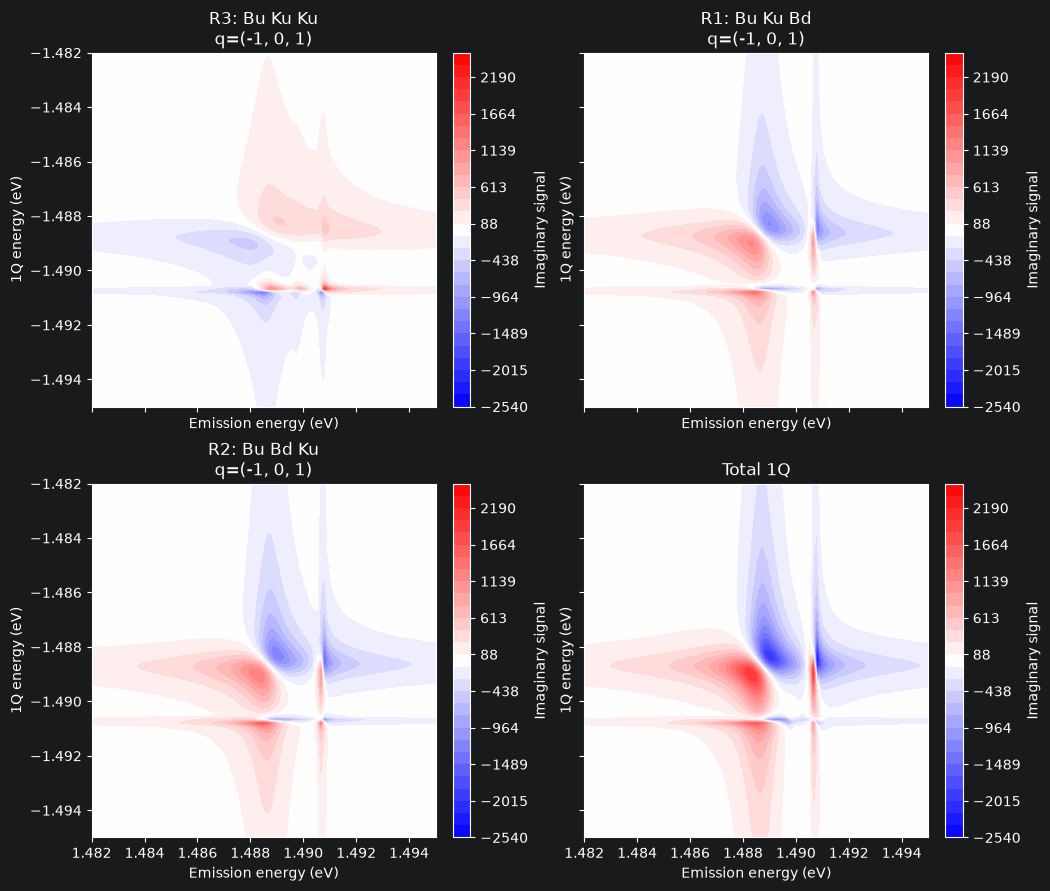 R3: Bu Ku Ku
q=(-1, 0, 1)
R1: Bu Ku Bd
q=(-1, 0, 1)
−1.482
−1.484
−1.486
−1.488
−1.490
−1.492
−1.494
1Q energy (eV)
Emission energy (eV)
2190
1664
1139
613
88
−438
−964
−1489
−2015
−2540
Imaginary signal
1Q energy (eV)
Emission energy (eV)
2190
1664
1139
613
88
−438
−964
−1489
−2015
−2540
Imaginary signal
R2: Bu Bd Ku
q=(-1, 0, 1)
Total 1Q
−1.482
−1.484
−1.486
−1.488
−1.490
−1.492
−1.494
1Q energy (eV)
1.482 1.484 1.486 1.488 1.490 1.492 1.494
Emission energy (eV)
2190
1664
1139
613
88
−438
−964
−1489
−2015
−2540
Imaginary signal
1Q energy (eV)
1.482 1.484 1.486 1.488 1.490 1.492 1.494
Emission energy (eV)
2190
1664
1139
613
88
−438
−964
−1489
−2015
−2540
Imaginary signal